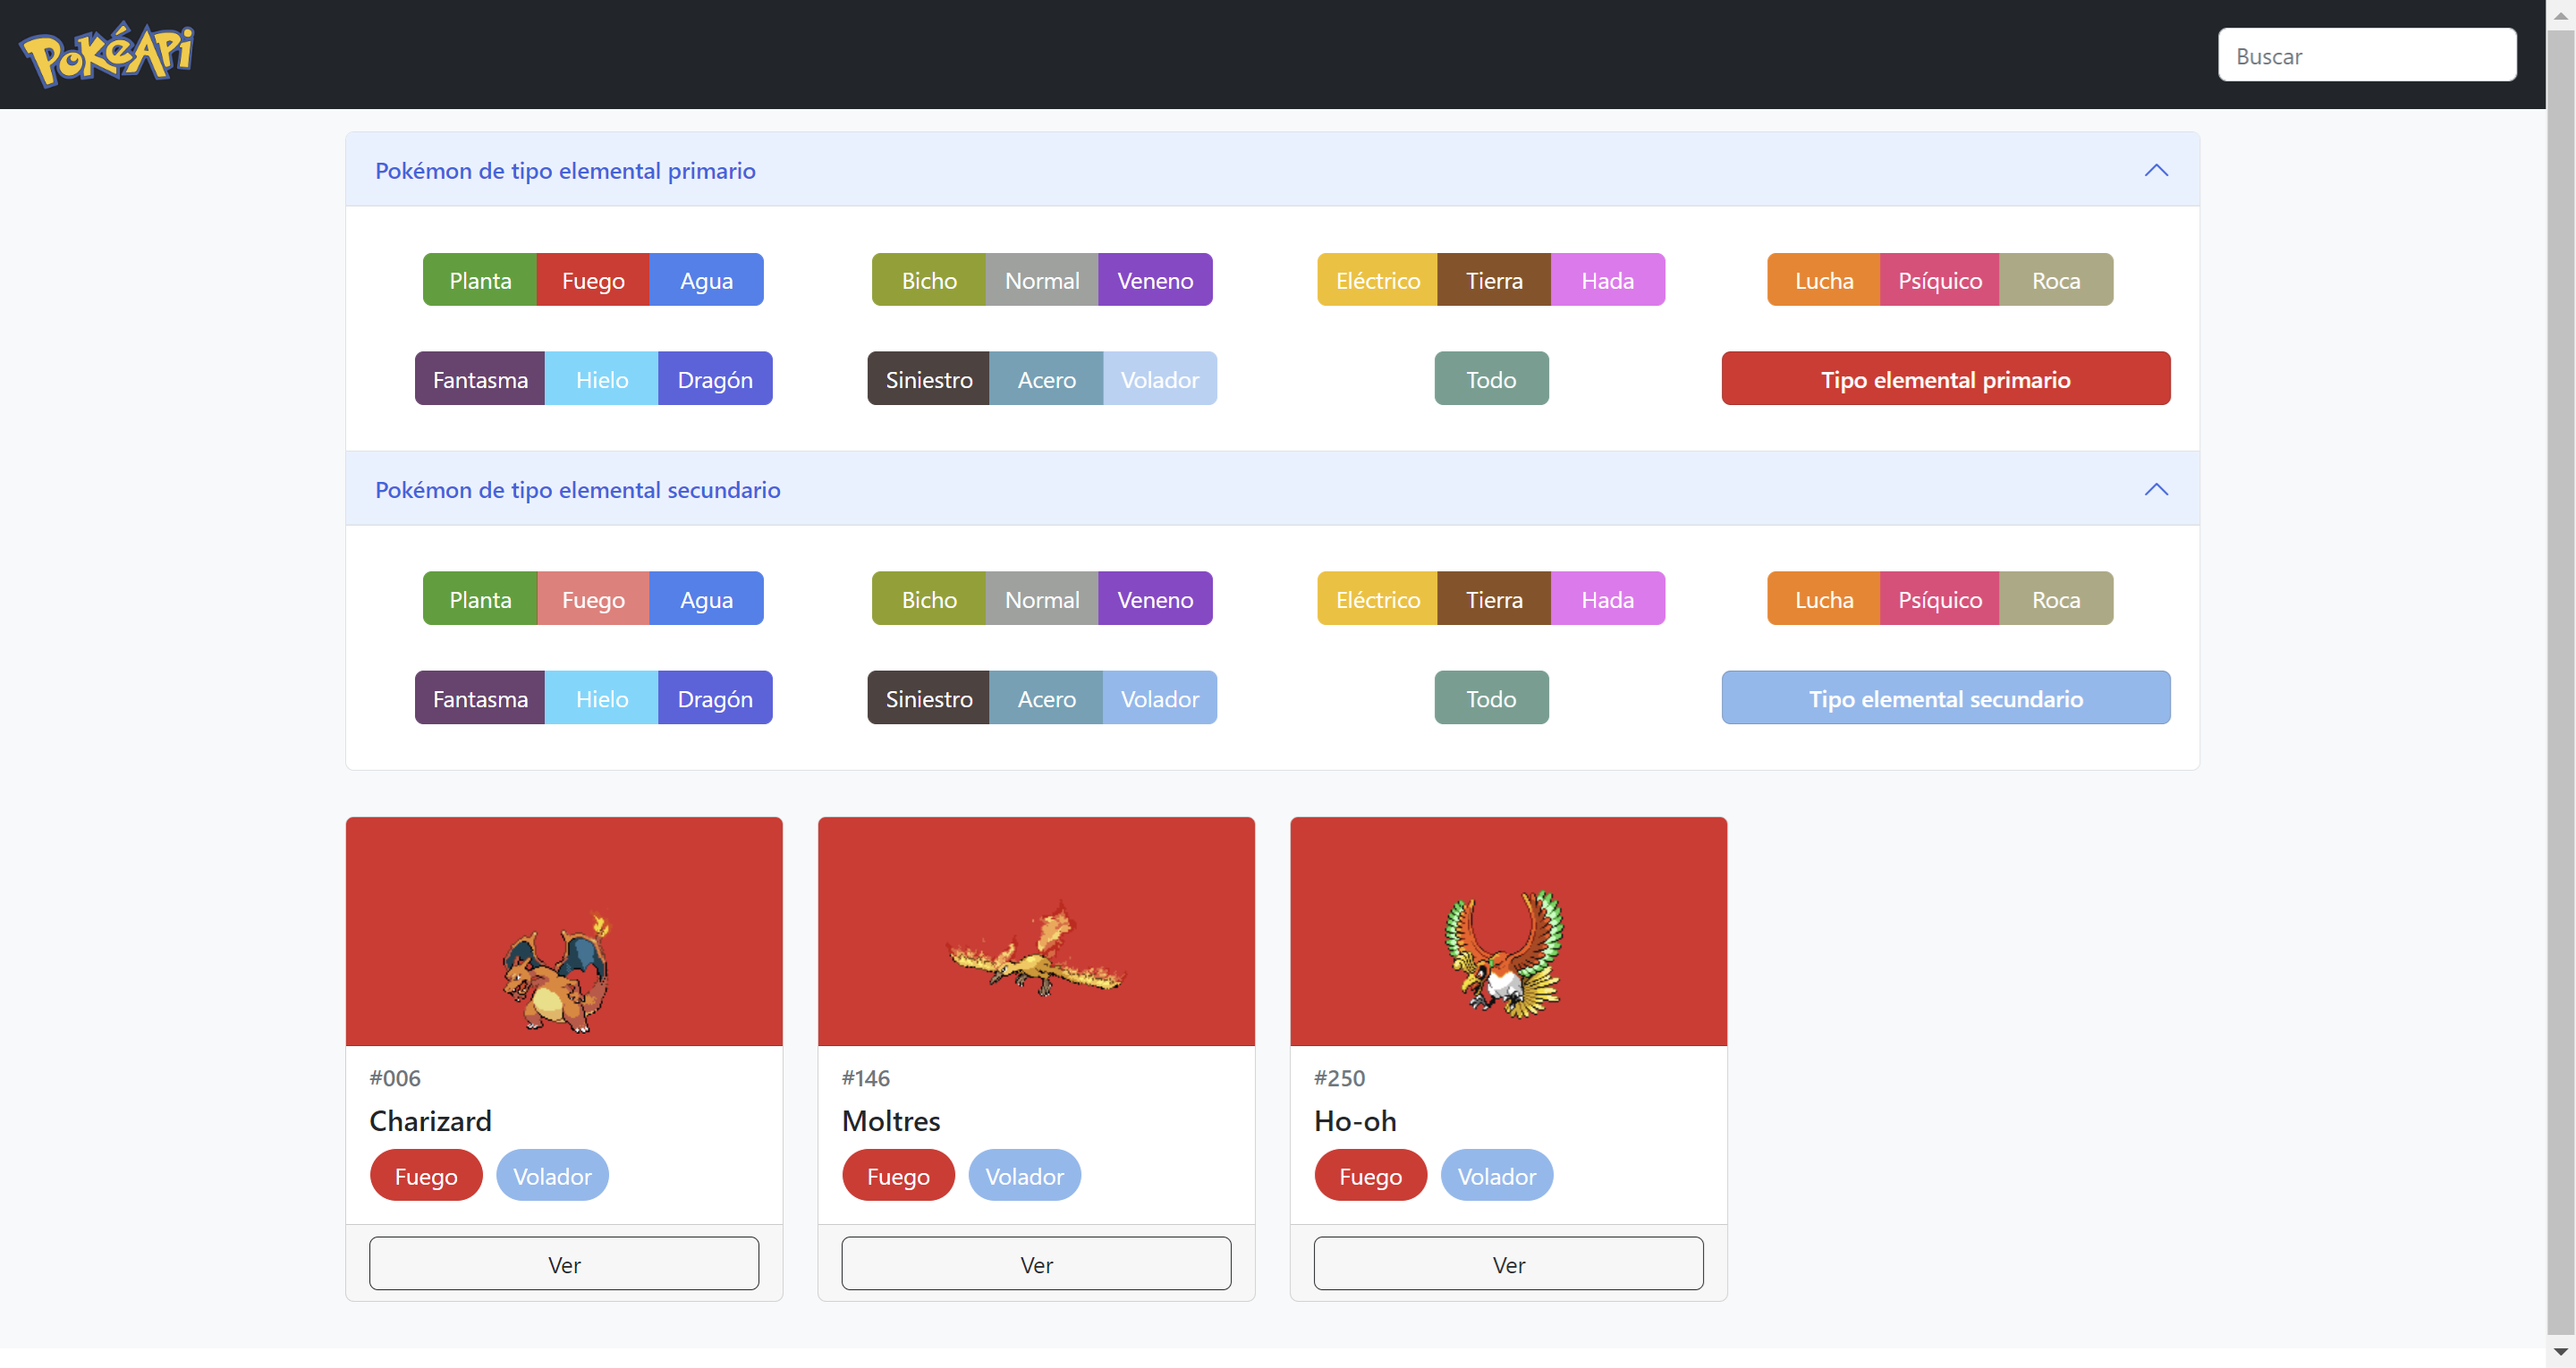 PokéAPi
Buscar
Pokémon de tipo elemental primario
Planta Fuego Agua Bicho Normal Veneno Eléctrico Tierra Hada Lucha Psíquico Roca
Fantasma Hielo Dragón Siniestro Acero Volador Todo Tipo elemental primario
Pokémon de tipo elemental secundario
Planta Fuego Agua Bicho Normal Veneno Eléctrico Tierra Hada Lucha Psíquico Roca
Fantasma Hielo Dragón Siniestro Acero Volador Todo Tipo elemental secundario
#006
Charizard
Fuego Volador
Ver
#146
Moltres
Fuego Volador
Ver
#250
Ho-oh
Fuego Volador
Ver